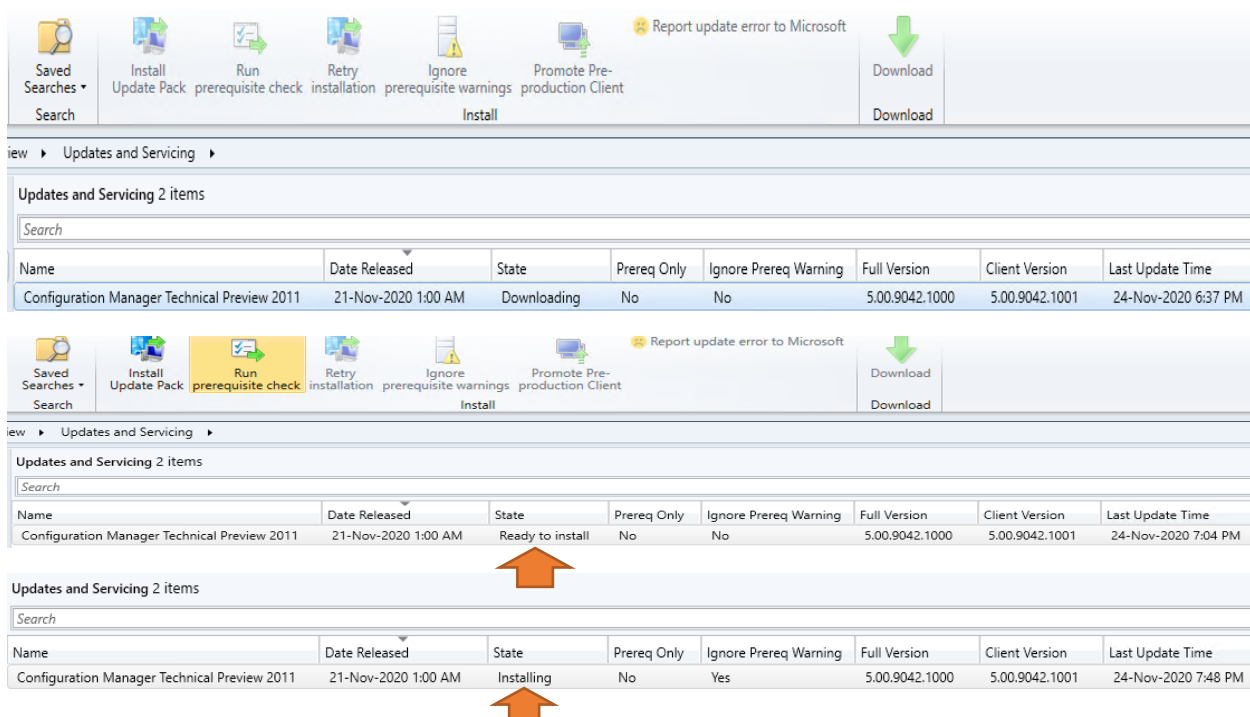 Report update error to Microsoft
Saved Searches ▾
Install Update Pack
Run prerequisite check
Retry installation
Ignore prerequisite warnings
Promote Pre-production Client
Download
Search
Install
Download
iew ▸ Updates and Servicing ▸
Updates and Servicing 2 items
Search
Name Date Released State Prereq Only Ignore Prereq Warning Full Version Client Version Last Update Time
Configuration Manager Technical Preview 2011 21-Nov-2020 1:00 AM Downloading No No 5.00.9042.1000 5.00.9042.1001 24-Nov-2020 6:37 PM
Report update error to Microsoft
Saved Searches ▾
Install Update Pack
Run prerequisite check
Retry installation
Ignore prerequisite warnings
Promote Pre-production Client
Download
Search
Install
Download
iew ▸ Updates and Servicing ▸
Updates and Servicing 2 items
Search
Name Date Released State Prereq Only Ignore Prereq Warning Full Version Client Version Last Update Time
Configuration Manager Technical Preview 2011 21-Nov-2020 1:00 AM Ready to install No No 5.00.9042.1000 5.00.9042.1001 24-Nov-2020 7:04 PM
Updates and Servicing 2 items
Search
Name Date Released State Prereq Only Ignore Prereq Warning Full Version Client Version Last Update Time
Configuration Manager Technical Preview 2011 21-Nov-2020 1:00 AM Installing No Yes 5.00.9042.1000 5.00.9042.1001 24-Nov-2020 7:48 PM